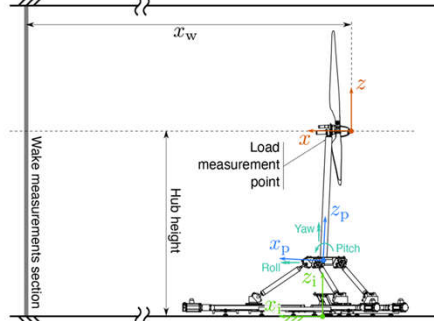 x_w
z
x
Load
measurement
point
Wake measurements section
Hub height
z_p
Yaw
x_p
Pitch
Roll
z_i
x_i